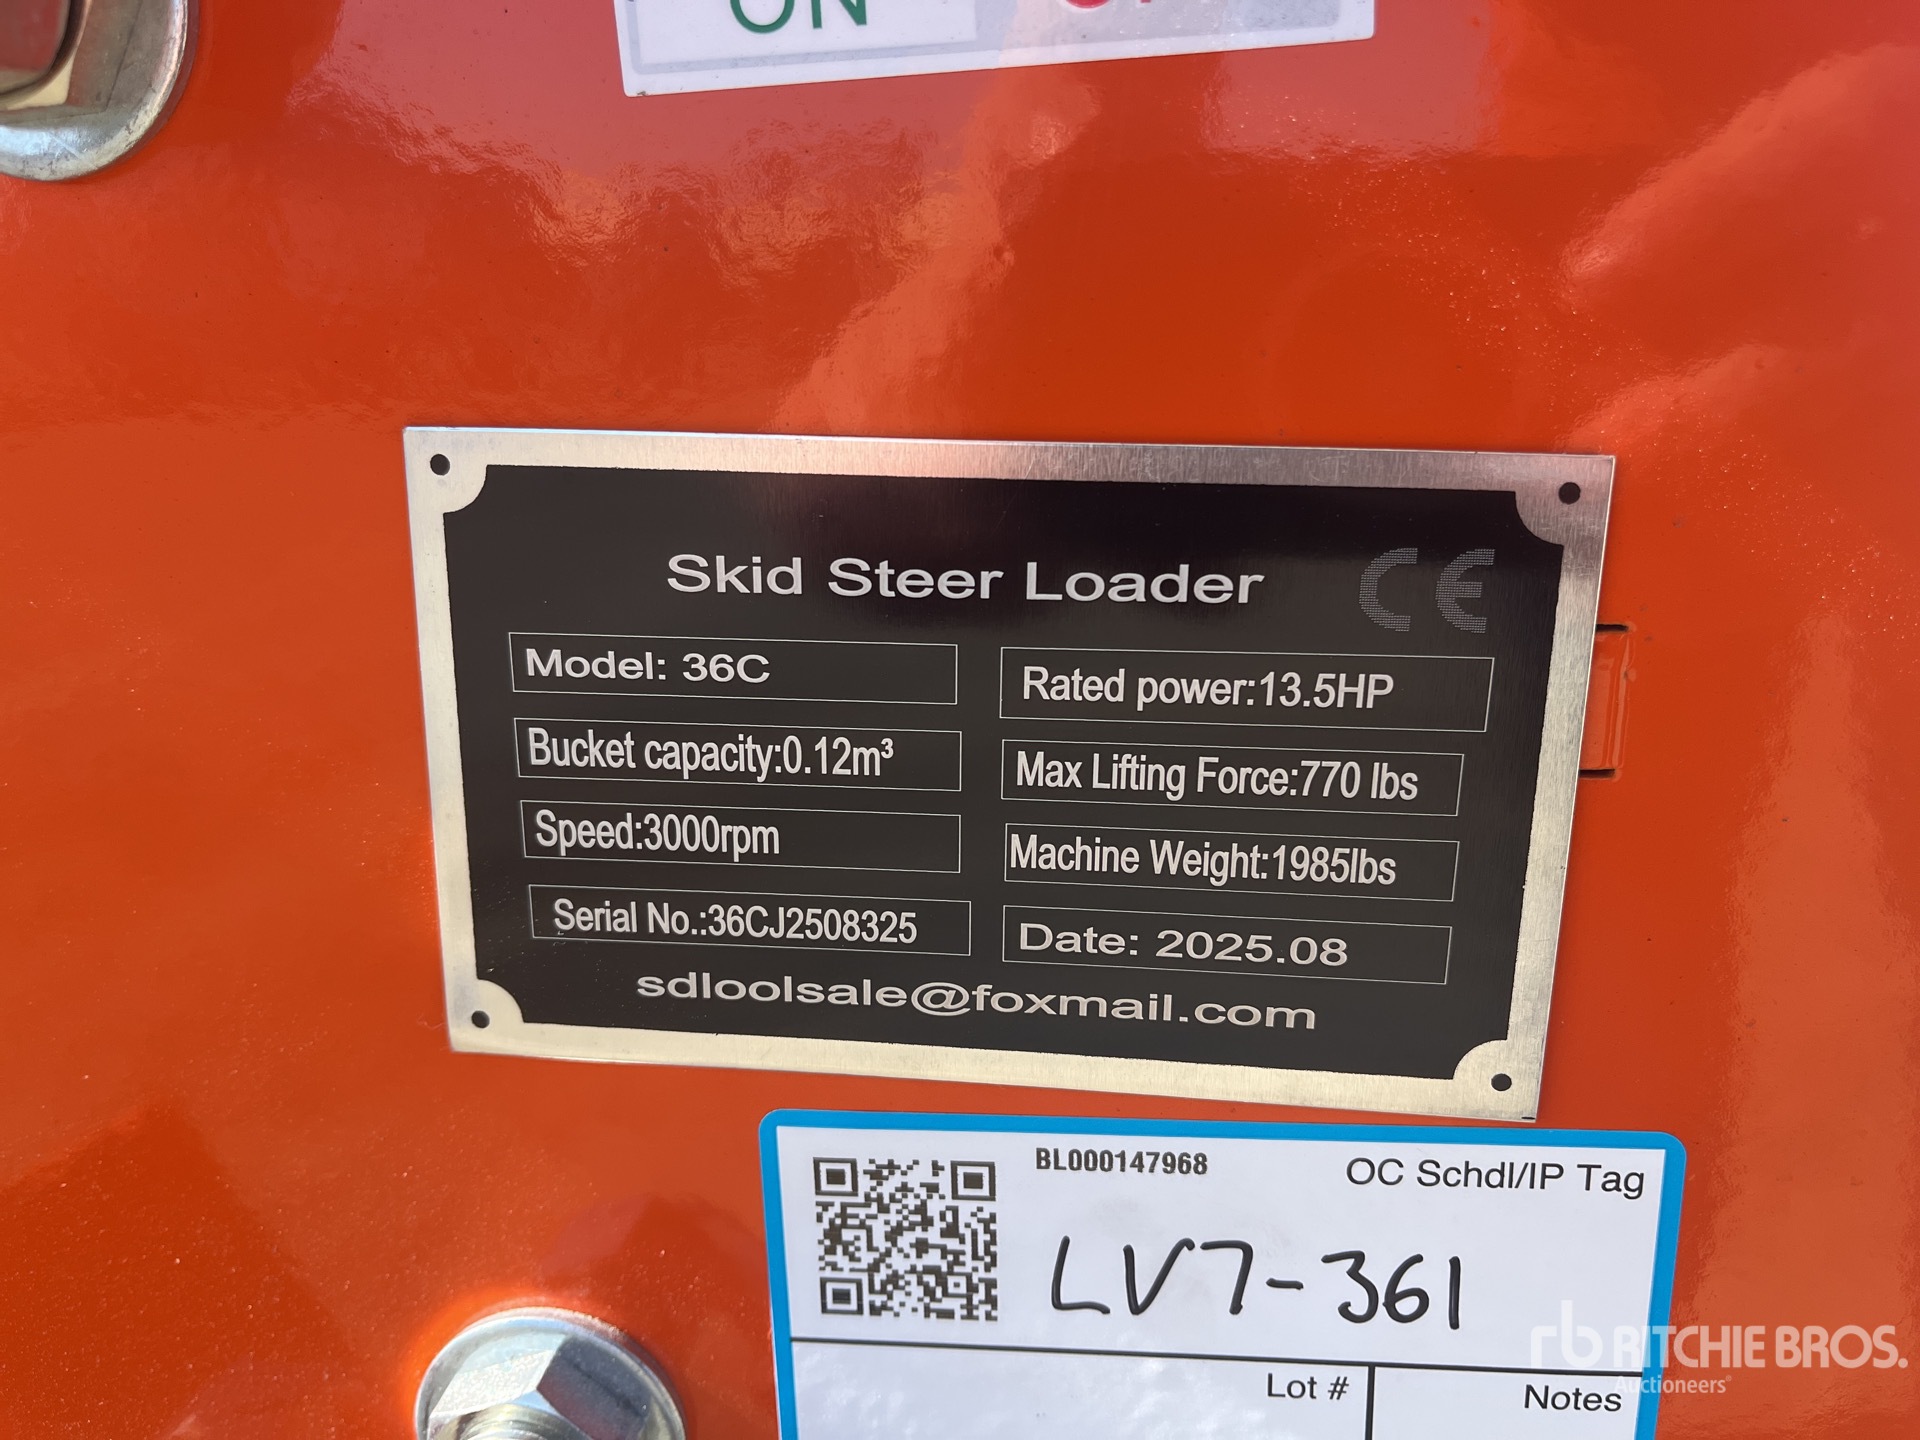 ON
Skid Steer Loader CE
Model: 36C
Rated power:13.5HP
Bucket capacity:0.12m³
Max Lifting Force:770 lbs
Speed:3000rpm
Machine Weight:1985lbs
Serial No.:36CJ2508325
Date: 2025.08
sdloolsale@foxmail.com
BL000147968
OC Schdl/IP Tag
LV7-361
Lot #
Notes
rb RITCHIE BROS.
Auctioneers